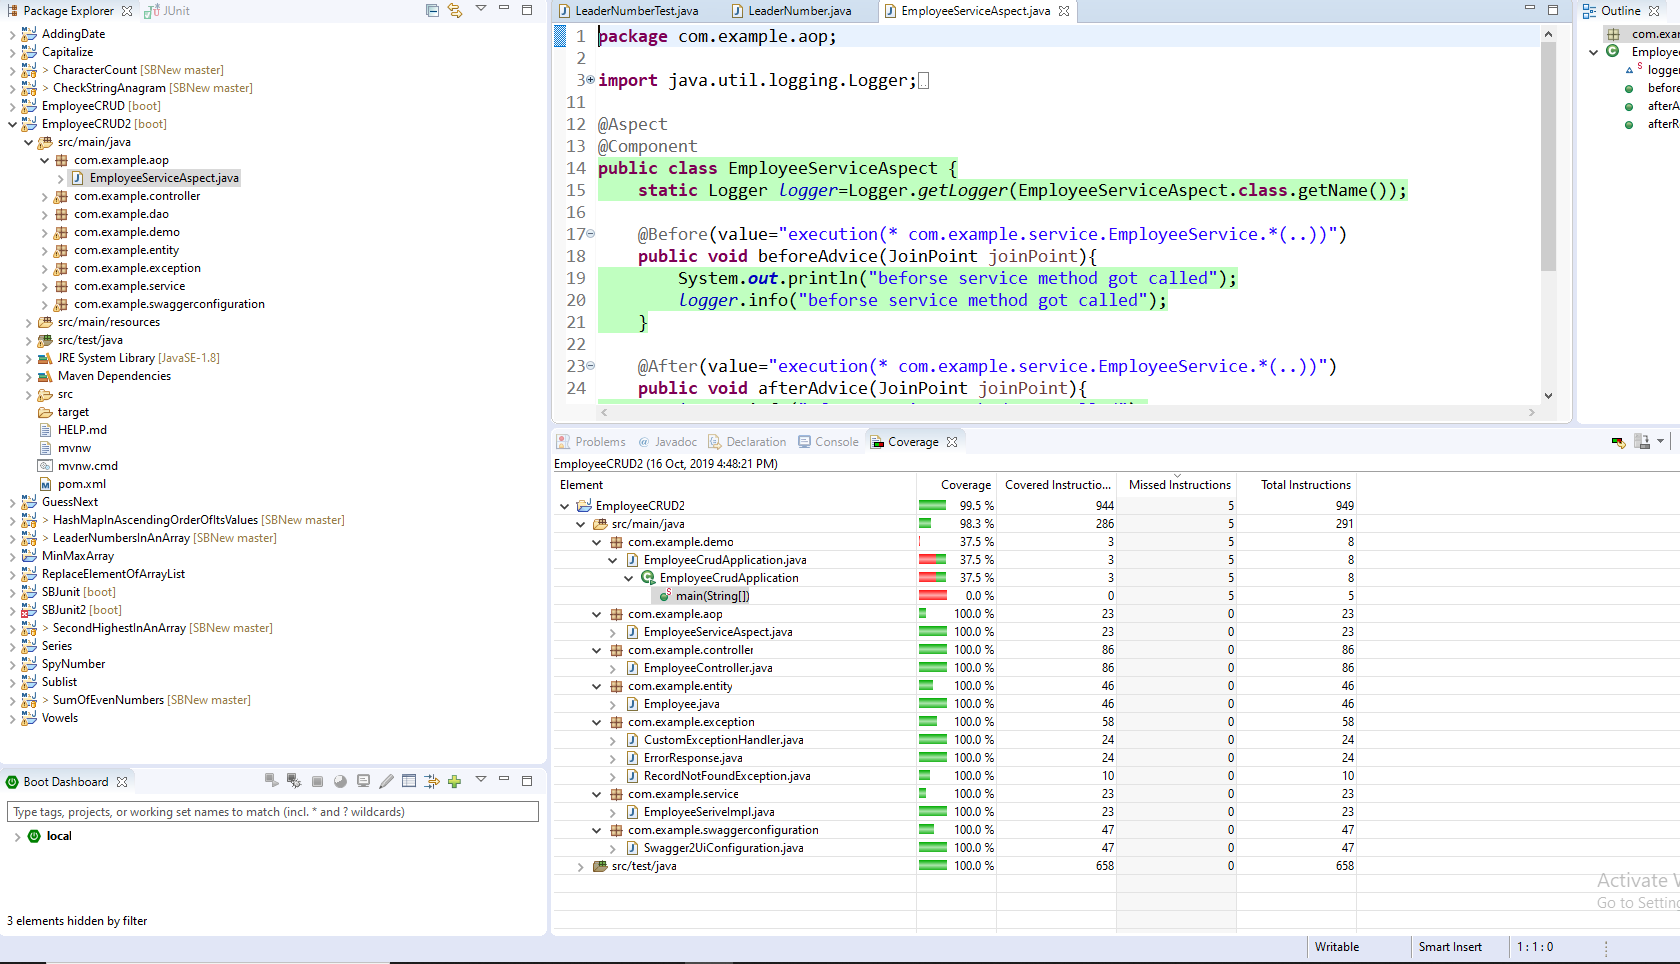 Package Explorer JUnit
AddingDate
Capitalize
> CharacterCount [SBNew master]
> CheckStringAnagram [SBNew master]
EmployeeCRUD [boot]
EmployeeCRUD2 [boot]
src/main/java
com.example.aop
EmployeeServiceAspect.java
com.example.controller
com.example.dao
com.example.demo
com.example.entity
com.example.exception
com.example.service
com.example.swaggerconfiguration
src/main/resources
src/test/java
JRE System Library [JavaSE-1.8]
Maven Dependencies
src
target
HELP.md
mvnw
mvnw.cmd
pom.xml
GuessNext
> HashMapInAscendingOrderOfItsValues [SBNew master]
> LeaderNumbersInAnArray [SBNew master]
MinMaxArray
ReplaceElementOfArrayList
SBJunit [boot]
SBJunit2 [boot]
> SecondHighestInAnArray [SBNew master]
Series
SpyNumber
Sublist
> SumOfEvenNumbers [SBNew master]
Vowels
Boot Dashboard
Type tags, projects, or working set names to match (incl. * and ? wildcards)
local
3 elements hidden by filter
LeaderNumberTest.java LeaderNumber.java EmployeeServiceAspect.java
1 package com.example.aop;
2
3 import java.util.logging.Logger;
11
12 @Aspect
13 @Component
14 public class EmployeeServiceAspect {
15 static Logger logger=Logger.getLogger(EmployeeServiceAspect.class.getName());
16
17 @Before(value="execution(* com.example.service.EmployeeService.*(..))")
18 public void beforeAdvice(JoinPoint joinPoint){
19 System.out.println("beforse service method got called");
20 logger.info("beforse service method got called");
21 }
22
23 @After(value="execution(* com.example.service.EmployeeService.*(..))")
24 public void afterAdvice(JoinPoint joinPoint){
Outline
com.exar
Employe
logger
before
afterA
afterR
Problems @ Javadoc Declaration Console Coverage
EmployeeCRUD2 (16 Oct, 2019 4:48:21 PM)
Element Coverage Covered Instructio... Missed Instructions Total Instructions
EmployeeCRUD2 99.5 % 944 5 949
src/main/java 98.3 % 286 5 291
com.example.demo 37.5 % 3 5 8
EmployeeCrudApplication.java 37.5 % 3 5 8
EmployeeCrudApplication 37.5 % 3 5 8
main(String[]) 0.0 % 0 5 5
com.example.aop 100.0 % 23 0 23
EmployeeServiceAspect.java 100.0 % 23 0 23
com.example.controller 100.0 % 86 0 86
EmployeeController.java 100.0 % 86 0 86
com.example.entity 100.0 % 46 0 46
Employee.java 100.0 % 46 0 46
com.example.exception 100.0 % 58 0 58
CustomExceptionHandler.java 100.0 % 24 0 24
ErrorResponse.java 100.0 % 24 0 24
RecordNotFoundException.java 100.0 % 10 0 10
com.example.service 100.0 % 23 0 23
EmployeeSeriveImpl.java 100.0 % 23 0 23
com.example.swaggerconfiguration 100.0 % 47 0 47
Swagger2UiConfiguration.java 100.0 % 47 0 47
src/test/java 100.0 % 658 0 658
Activate
Go to Setting
Writable Smart Insert 1 : 1 : 0